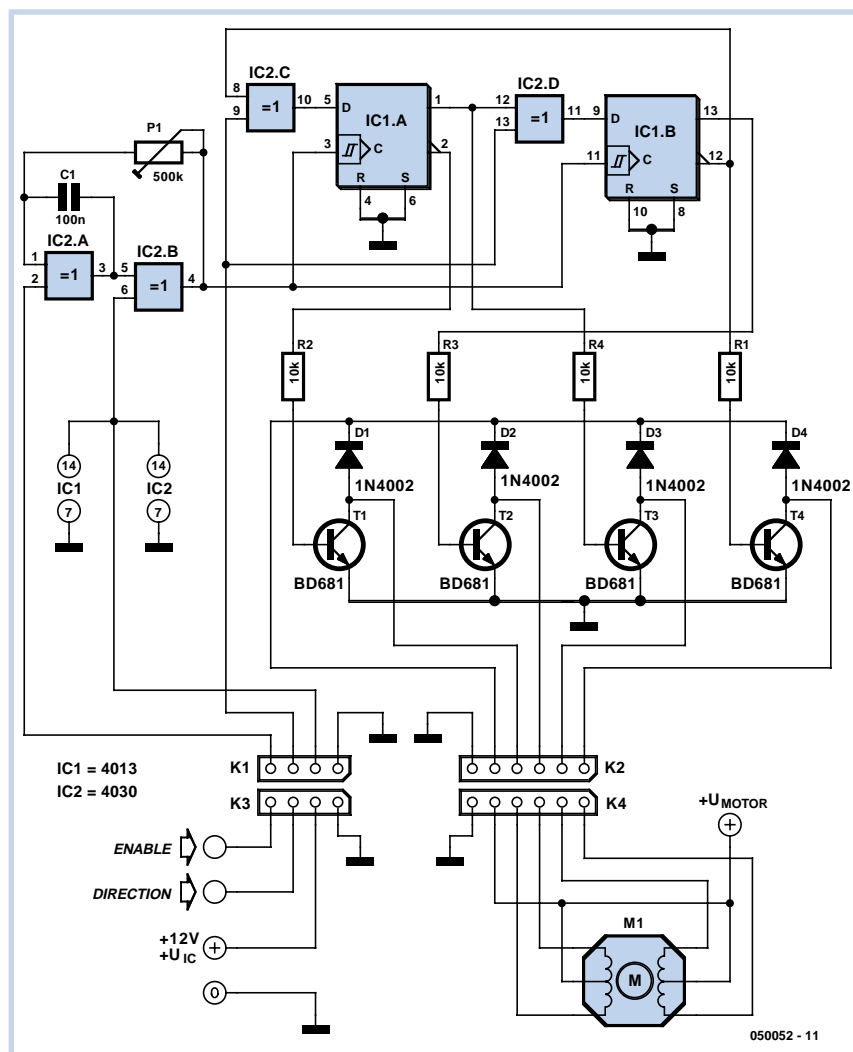 IC2.C
8
9
=1
10
5
D
IC1.A
1
3
C
2
R
S
4
6
IC2.D
12
13
=1
11
9
D
IC1.B
13
11
C
12
R
S
10
8
P1
500k
C1
100n
IC2.A
1
2
=1
3
IC2.B
5
6
=1
4
R2
10k
R3
10k
R4
10k
R1
10k
D1
1N4002
D2
1N4002
D3
1N4002
D4
1N4002
14
IC1
7
14
IC2
7
T1
BD681
T2
BD681
T3
BD681
T4
BD681
IC1 = 4013
IC2 = 4030
K1
K3
K2
K4
ENABLE
DIRECTION
+12V
+UIC
0
+UMOTOR
M1
M
050052 - 11